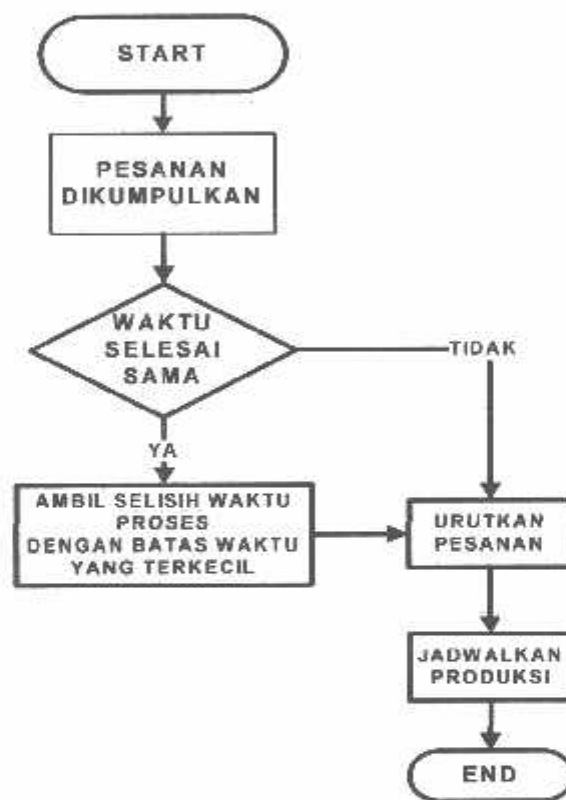 START
PESANAN
DIKUMPULKAN
WAKTU
SELESAI
SAMA
TIDAK
YA
AMBIL SELISIH WAKTU
PROSES
DENGAN BATAS WAKTU
YANG TERKECIL
URUTKAN
PESANAN
JADWALKAN
PRODUKSI
END